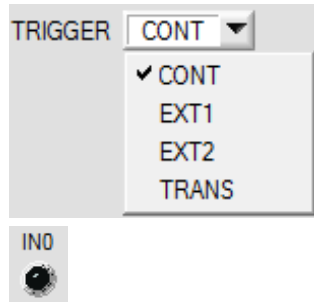 TRIGGER CONT
CONT
EXT1
EXT2
TRANS
IN0